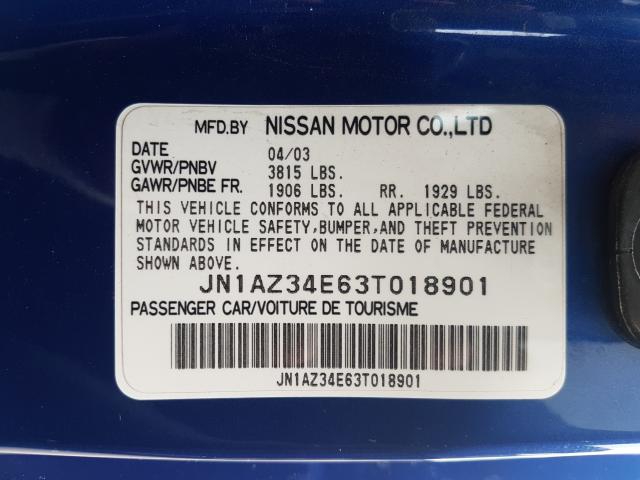 MFD.BY NISSAN MOTOR CO.,LTD
DATE 04/03
GVWR/PNBV 3815 LBS.
GAWR/PNBE FR. 1906 LBS. RR. 1929 LBS.
THIS VEHICLE CONFORMS TO ALL APPLICABLE FEDERAL
MOTOR VEHICLE SAFETY,BUMPER,AND THEFT PREVENTION
STANDARDS IN EFFECT ON THE DATE OF MANUFACTURE
SHOWN ABOVE.
JN1AZ34E63T018901
PASSENGER CAR/VOITURE DE TOURISME
JN1AZ34E63T018901